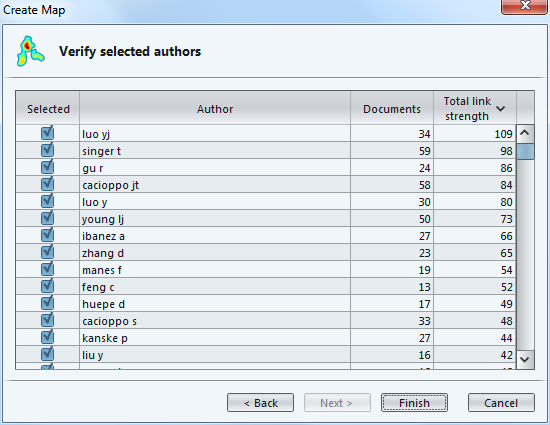 Create Map
Verify selected authors
Selected Author Documents Total link
strength
luo yj 34 109
singer t 59 98
gu r 24 86
cacioppo jt 58 84
luo y 30 80
young lj 50 73
ibanez a 27 66
zhang d 23 65
manes f 19 54
feng c 13 52
huepe d 17 49
cacioppo s 33 48
kanske p 27 44
liu y 16 42
< Back Next > Finish Cancel